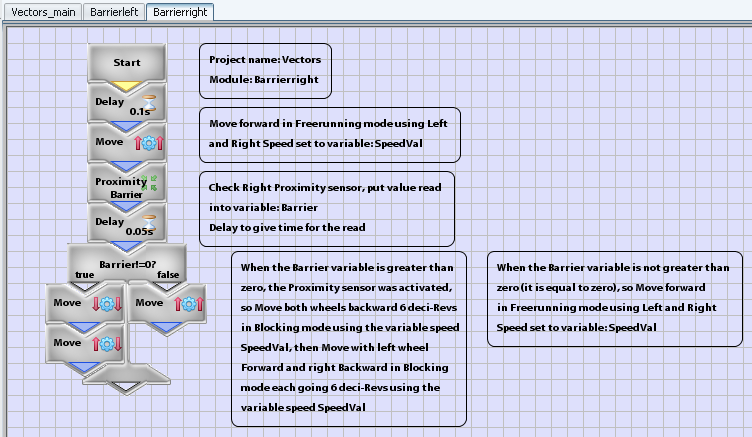 Vectors_main Barrierleft Barrierright
Start
Delay
0.1s
Move
Proximity
Barrier
Delay
0.05s
Barrier!=0?
true false
Move Move
Move
Project name: Vectors
Module: Barrierright
Move forward in Freerunning mode using Left
and Right Speed set to variable: SpeedVal
Check Right Proximity sensor, put value read
into variable: Barrier
Delay to give time for the read
When the Barrier variable is greater than
zero, the Proximity sensor was activated,
so Move both wheels backward 6 deci-Revs
in Blocking mode using the variable speed
SpeedVal, then Move with left wheel
Forward and right Backward in Blocking
mode each going 6 deci-Revs using the
variable speed SpeedVal
When the Barrier variable is not greater than
zero (it is equal to zero), so Move forward
in Freerunning mode using Left and Right
Speed set to variable: SpeedVal